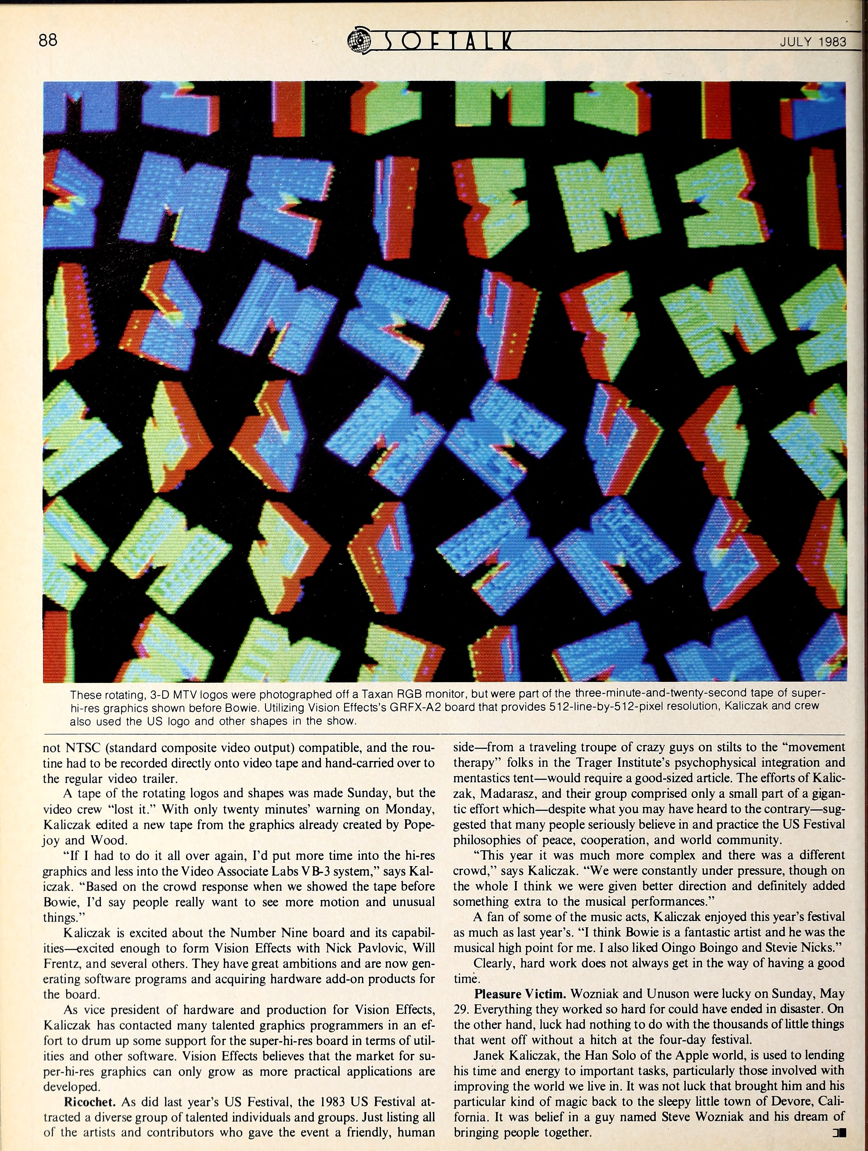 88
SOFTALK
JULY 1983
These rotating, 3-D MTV logos were photographed off a Taxan RGB monitor, but were part of the three-minute-and-twenty-second tape of super-
hi-res graphics shown before Bowie. Utilizing Vision Effects's GRFX-A2 board that provides 512-line-by-512-pixel resolution, Kaliczak and crew
also used the US logo and other shapes in the show.
not NTSC (standard composite video output) compatible, and the rou-
tine had to be recorded directly onto video tape and hand-carried over to
the regular video trailer.
A tape of the rotating logos and shapes was made Sunday, but the
video crew “lost it.” With only twenty minutes’ warning on Monday,
Kaliczak edited a new tape from the graphics already created by Pope-
joy and Wood.
“If I had to do it all over again, I’d put more time into the hi-res
graphics and less into the Video Associate Labs VB-3 system,” says Kal-
iczak. “Based on the crowd response when we showed the tape before
Bowie, I’d say people really want to see more motion and unusual
things.”
Kaliczak is excited about the Number Nine board and its capabil-
ities—excited enough to form Vision Effects with Nick Pavlovic, Will
Frentz, and several others. They have great ambitions and are now gen-
erating software programs and acquiring hardware add-on products for
the board.
As vice president of hardware and production for Vision Effects,
Kaliczak has contacted many talented graphics programmers in an ef-
fort to drum up some support for the super-hi-res board in terms of util-
ities and other software. Vision Effects believes that the market for su-
per-hi-res graphics can only grow as more practical applications are
developed.
Ricochet. As did last year’s US Festival, the 1983 US Festival at-
tracted a diverse group of talented individuals and groups. Just listing all
of the artists and contributors who gave the event a friendly, human
side—from a traveling troupe of crazy guys on stilts to the “movement
therapy” folks in the Trager Institute’s psychophysical integration and
mentastics tent—would require a good-sized article. The efforts of Kalic-
zak, Madarasz, and their group comprised only a small part of a gigan-
tic effort which—despite what you may have heard to the contrary—sug-
gested that many people seriously believe in and practice the US Festival
philosophies of peace, cooperation, and world community.
“This year it was much more complex and there was a different
crowd,” says Kaliczak. “We were constantly under pressure, though on
the whole I think we were given better direction and definitely added
something extra to the musical performances.”
A fan of some of the music acts, Kaliczak enjoyed this year’s festival
as much as last year’s. “I think Bowie is a fantastic artist and he was the
musical high point for me. I also liked Oingo Boingo and Stevie Nicks.”
Clearly, hard work does not always get in the way of having a good
time.
Pleasure Victim. Wozniak and Unuson were lucky on Sunday, May
29. Everything they worked so hard for could have ended in disaster. On
the other hand, luck had nothing to do with the thousands of little things
that went off without a hitch at the four-day festival.
Janek Kaliczak, the Han Solo of the Apple world, is used to lending
his time and energy to important tasks, particularly those involved with
improving the world we live in. It was not luck that brought him and his
particular kind of magic back to the sleepy little town of Devore, Cali-
fornia. It was belief in a guy named Steve Wozniak and his dream of
bringing people together.